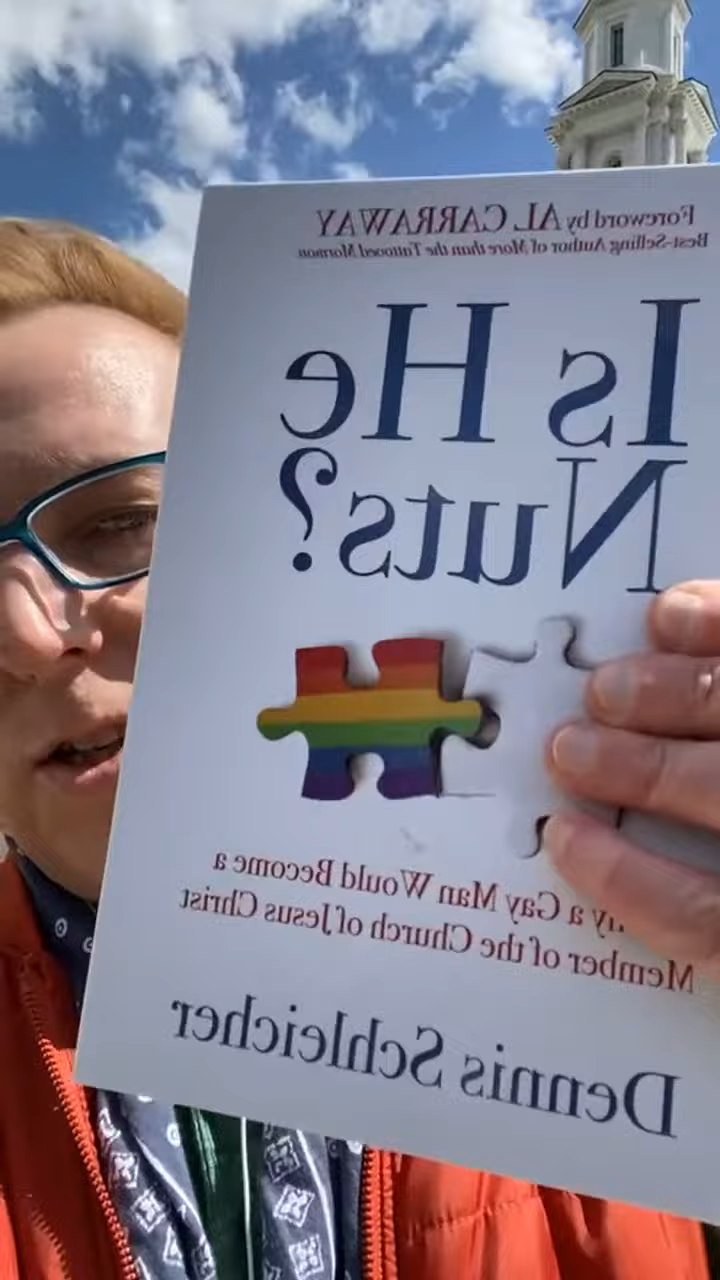 Foreword by AL CARRAWAY
Best-Selling Author of More than the Tattooed Mormon
Is He
Nuts?
a Gay Man Would Become a
Member of the Church of Jesus Christ
Dennis Schleicher